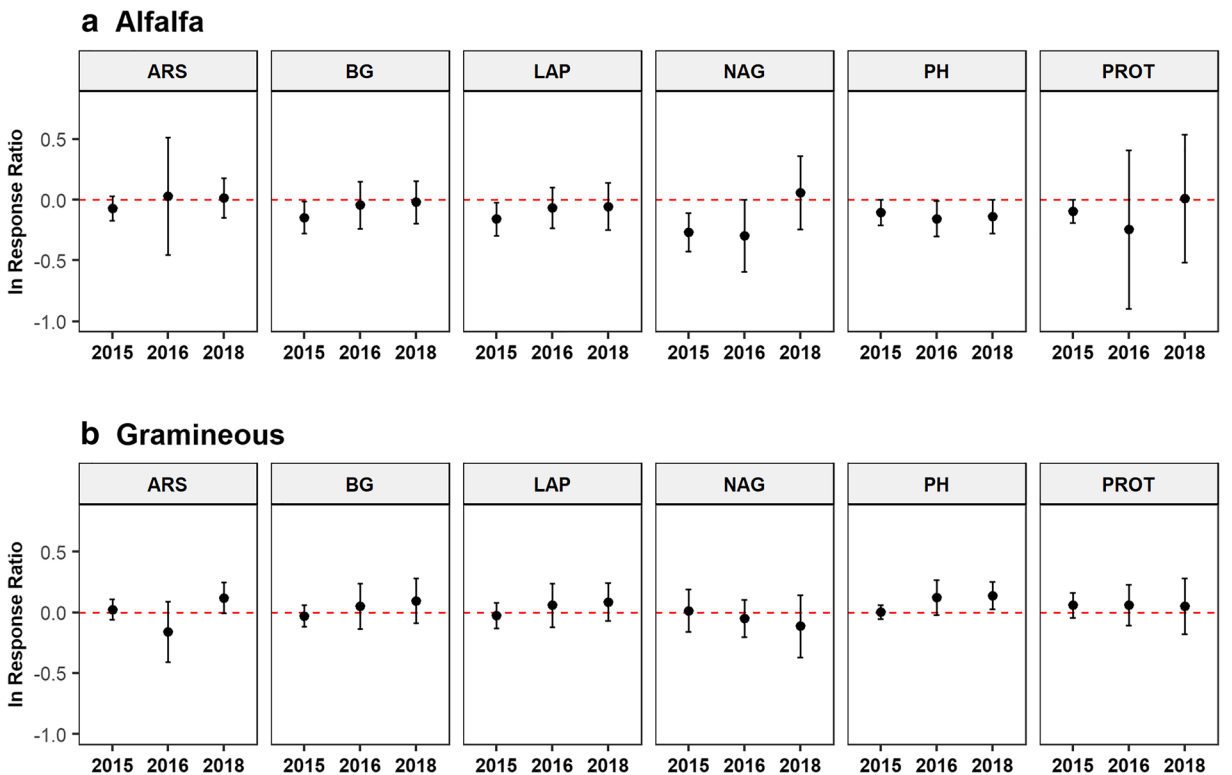 a Alfalfa
ARS BG LAP NAG PH PROT
ln Response Ratio
0.5
0.0
-0.5
-1.0
2015 2016 2018 2015 2016 2018 2015 2016 2018 2015 2016 2018 2015 2016 2018 2015 2016 2018
b Gramineous
ARS BG LAP NAG PH PROT
ln Response Ratio
0.5
0.0
-0.5
-1.0
2015 2016 2018 2015 2016 2018 2015 2016 2018 2015 2016 2018 2015 2016 2018 2015 2016 2018